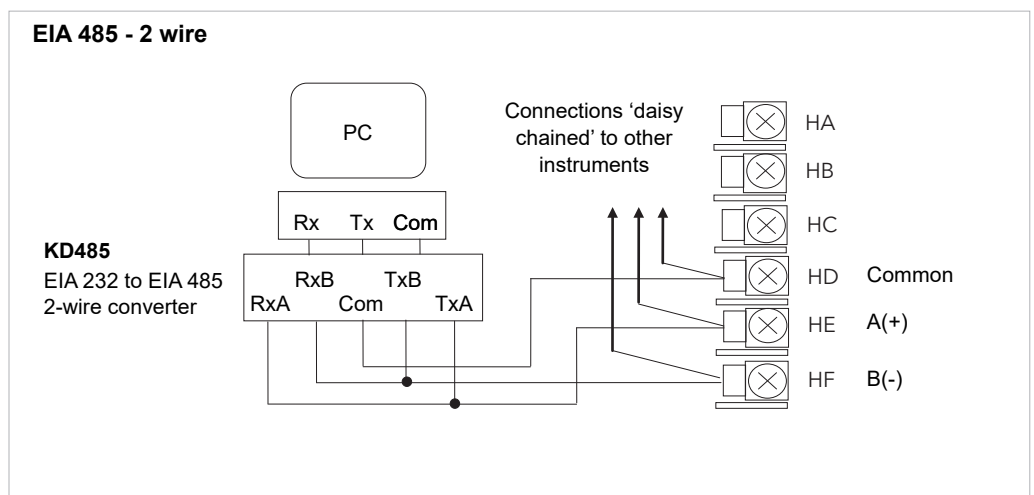 EIA 485 - 2 wire
PC
Connections ‘daisy
chained’ to other
instruments
Rx Tx Com
KD485
EIA 232 to EIA 485
2-wire converter
RxB TxB
RxA Com TxA
HA
HB
HC
HD Common
HE A(+)
HF B(-)